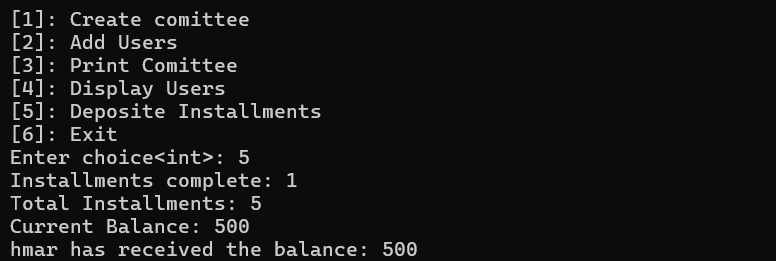 [1]: Create comittee
[2]: Add Users
[3]: Print Comittee
[4]: Display Users
[5]: Deposite Installments
[6]: Exit
Enter choice<int>: 5
Installments complete: 1
Total Installments: 5
Current Balance: 500
hmar has received the balance: 500